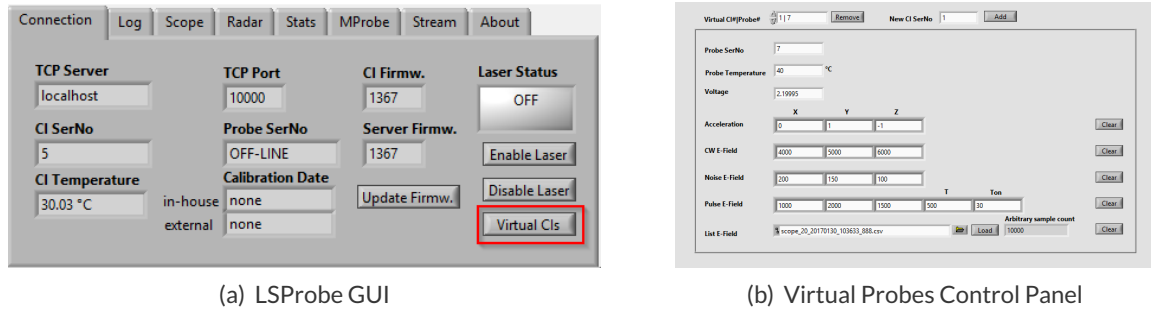 Connection Log Scope Radar Stats MProbe Stream About
TCP Server TCP Port CI Firmw. Laser Status
localhost 10000 1367 OFF
CI SerNo Probe SerNo Server Firmw.
5 OFF-LINE 1367 Enable Laser
CI Temperature Calibration Date
30.03 °C in-house none Update Firmw. Disable Laser
external none Virtual CIs
(a) LSProbe GUI
Virtual CI#|Probe# 1 | 7 Remove New CI SerNo 1 Add
Probe SerNo 7
Probe Temperature 40 °C
Voltage 2.19995
X Y Z
Acceleration 0 1 -1 Clear
CW E-Field 4000 5000 6000 Clear
Noise E-Field 200 150 100 Clear
T Ton
Pulse E-Field 1000 2000 1500 500 30 Clear
Arbitrary sample count
List E-Field scope_20_20170130_103633_888.csv Load 10000 Clear
(b) Virtual Probes Control Panel